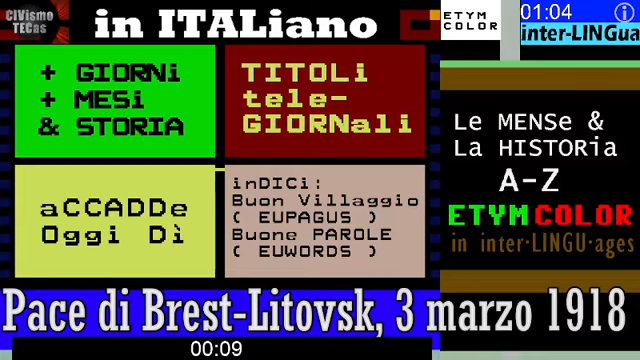 CIVismo
TECas
in ITALiano
ETYM
COLOR
01:04
i
inter-LINGua
+ GIORNi
+ MESi
& STORIA
TITOLi
tele-
GIORNali
aCCADDe
Oggi Dì
inDICi:
Buon Villaggio
( EUPAGUS )
Buone PAROLE
( EUWORDS )
Le MENSe &
La HISTORia
A-Z
ETYMCOLOR
in inter·LINGU·ages
Pace di Brest-Litovsk, 3 marzo 1918
00:09